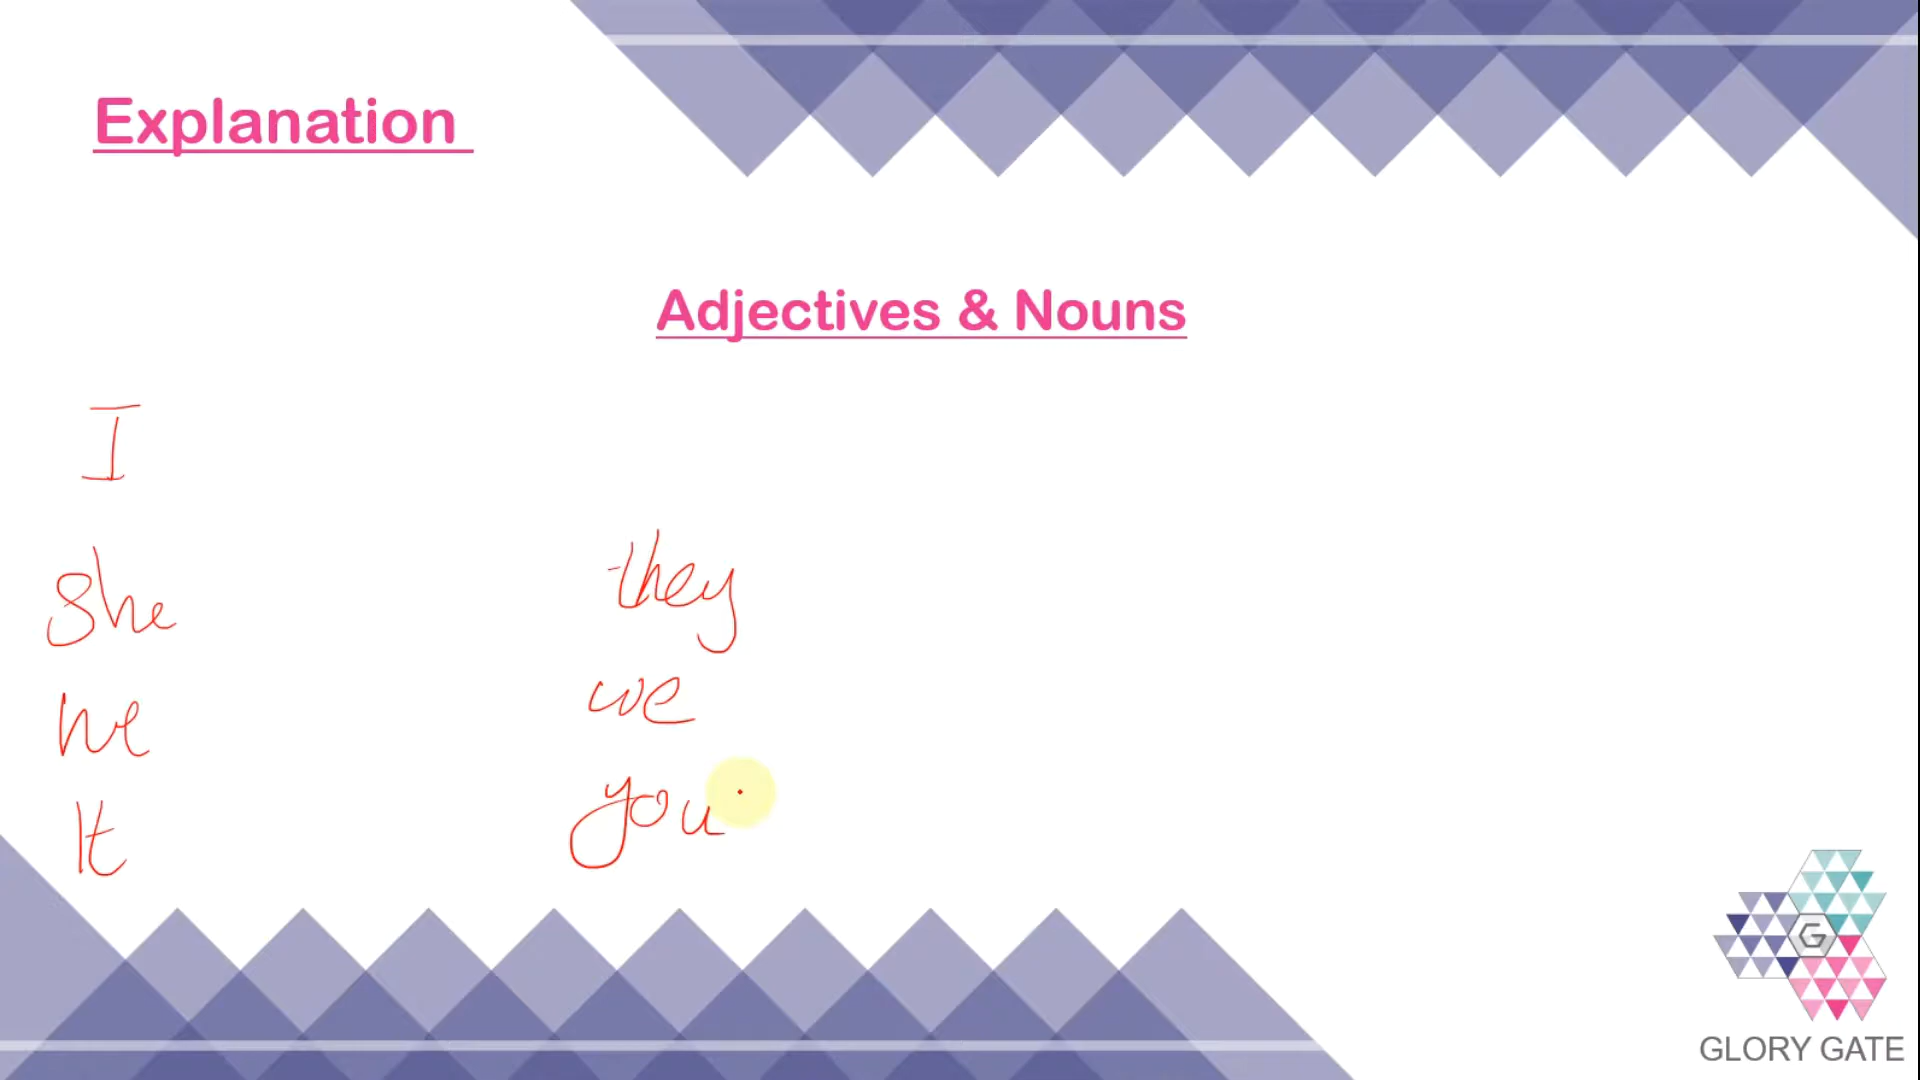 Explanation
Adjectives & Nouns
I
she
he
It
they
we
you
G
GLORY GATE